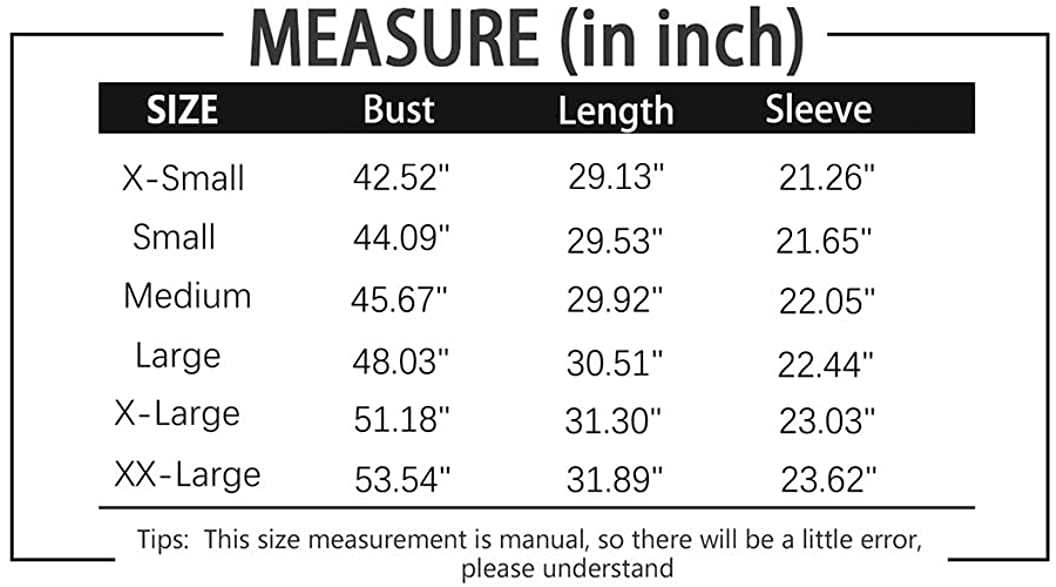 MEASURE (in inch)
SIZE Bust Length Sleeve
X-Small 42.52" 29.13" 21.26"
Small 44.09" 29.53" 21.65"
Medium 45.67" 29.92" 22.05"
Large 48.03" 30.51" 22.44"
X-Large 51.18" 31.30" 23.03"
XX-Large 53.54" 31.89" 23.62"
Tips: This size measurement is manual, so there will be a little error,
please understand